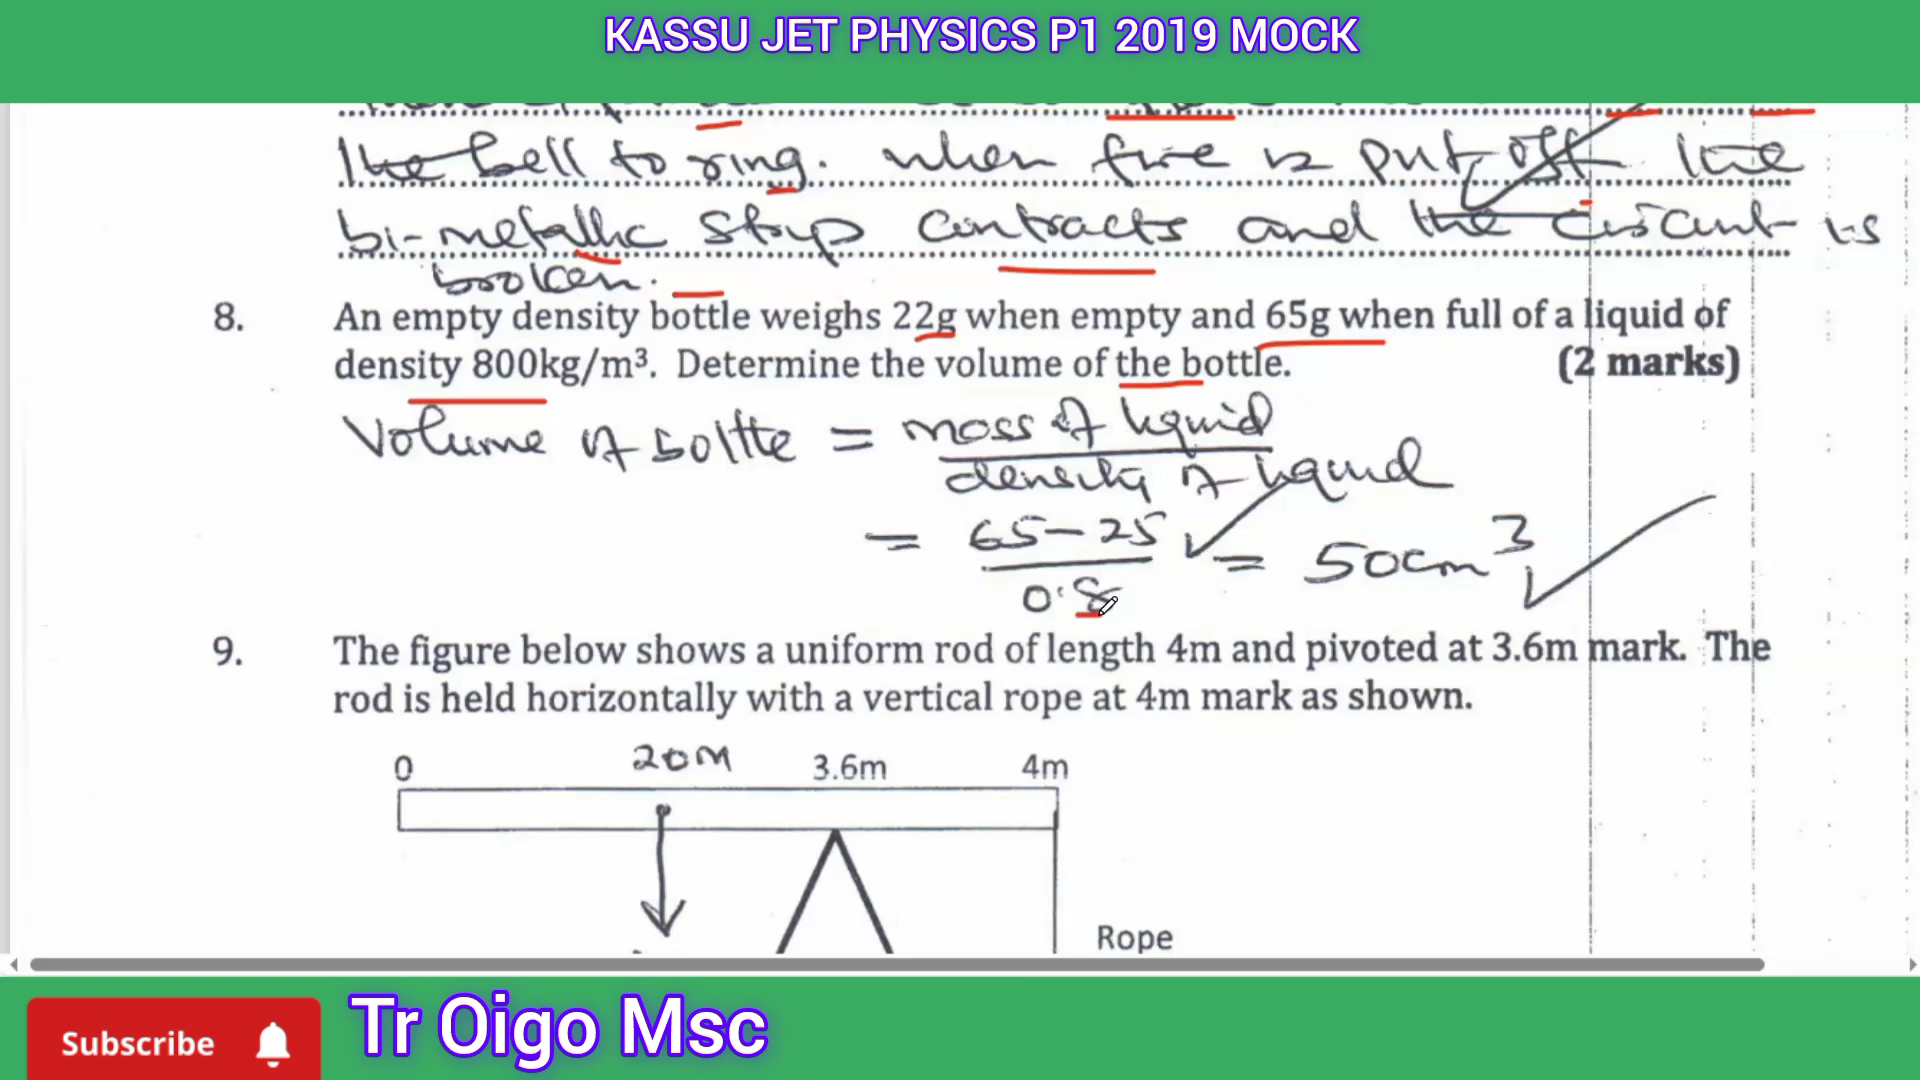 KASSU JET PHYSICS P1 2019 MOCK
the bell to ring. when fire is put off the
bi-metallic strip contracts and the circuit is
broken.
8. An empty density bottle weighs 22g when empty and 65g when full of a liquid of
density 800kg/m³. Determine the volume of the bottle. (2 marks)
Volume of bottle = mass of liquid
density of liquid
= 65-25 = 50cm³
0.8
9. The figure below shows a uniform rod of length 4m and pivoted at 3.6m mark. The
rod is held horizontally with a vertical rope at 4m mark as shown.
0 20M 3.6m 4m
Rope
Subscribe Tr Oigo Msc